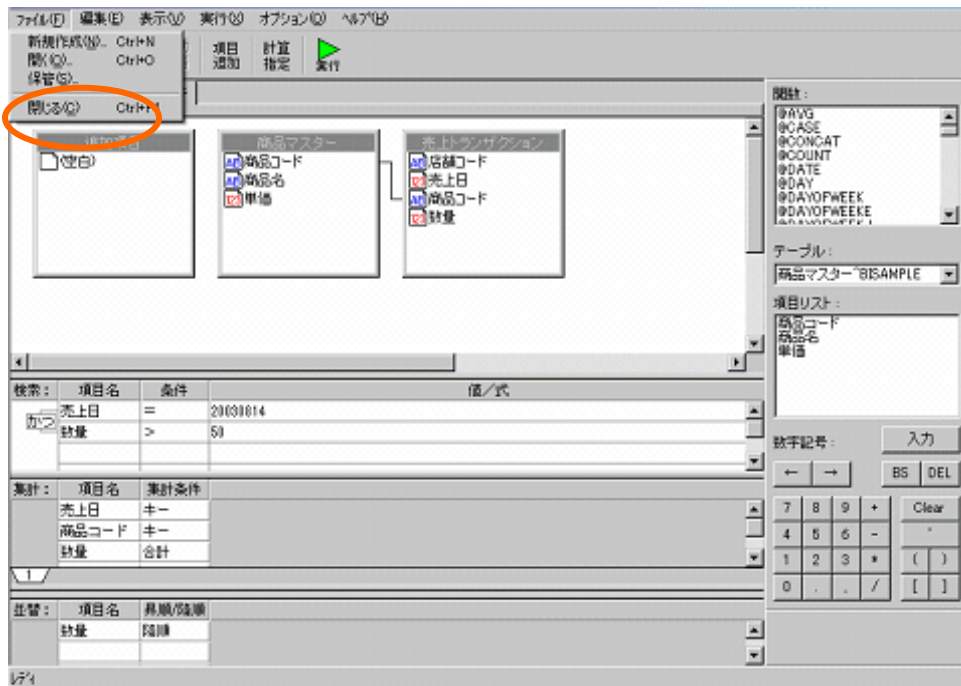 ファイル(F) 編集(E) 表示(V) 実行(X) オプション(O) ヘルプ(H)
新規作成(N)... Ctrl+N
開く(O)... Ctrl+O
保管(S)...
閉じる(C)
項目追加
計算指定
実行
追加項目
(空白)
商品マスター
商品コード
商品名
単価
売上トランザクション
店舗コード
売上日
商品コード
数量
関数:
@AVG
@CASE
@CONCAT
@COUNT
@DATE
@DAY
@DAYOFWEEK
@DAYOFWEEKE
テーブル:
商品マスター^BISAMPLE
項目リスト:
商品コード
商品名
単価
検索: 項目名 条件 値/式
かつ
売上日 = 20030814
数量 > 50
集計: 項目名 集計条件
売上日 キー
商品コード キー
数量 合計
1
並替: 項目名 昇順/降順
数量 降順
数字記号: 入力
← → BS DEL
7 8 9 + Clear
4 5 6 -
1 2 3 * ( )
0 . , / [ ]
レディ